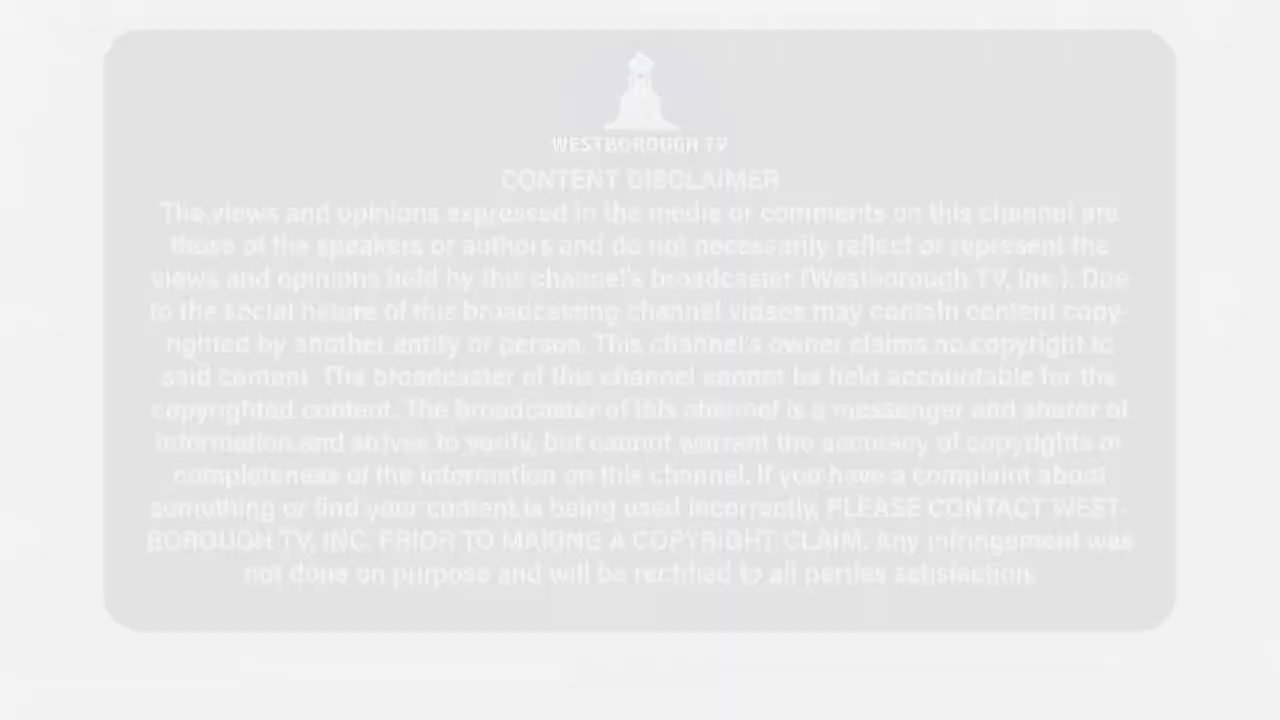 WESTBOROUGH TV
CONTENT DISCLAIMER
The views and opinions expressed in the media or comments on this channel are
those of the speakers or authors and do not necessarily reflect or represent the
views and opinions held by this channel's broadcaster (Westborough TV, Inc.). Due
to the social nature of this broadcasting channel videos may contain content copy-
righted by another entity or person. This channel's owner claims no copyright to
said content. The broadcaster of this channel cannot be held accountable for the
copyrighted content. The broadcaster of this channel is a messenger and sharer of
information and strives to verify, but cannot warrant the accuracy of copyrights or
completeness of the information on this channel. If you have a complaint about
something or find your content is being used incorrectly, PLEASE CONTACT WEST-
BOROUGH TV, INC. PRIOR TO MAKING A COPYRIGHT CLAIM. Any infringement was
not done on purpose and will be rectified to all parties satisfaction.